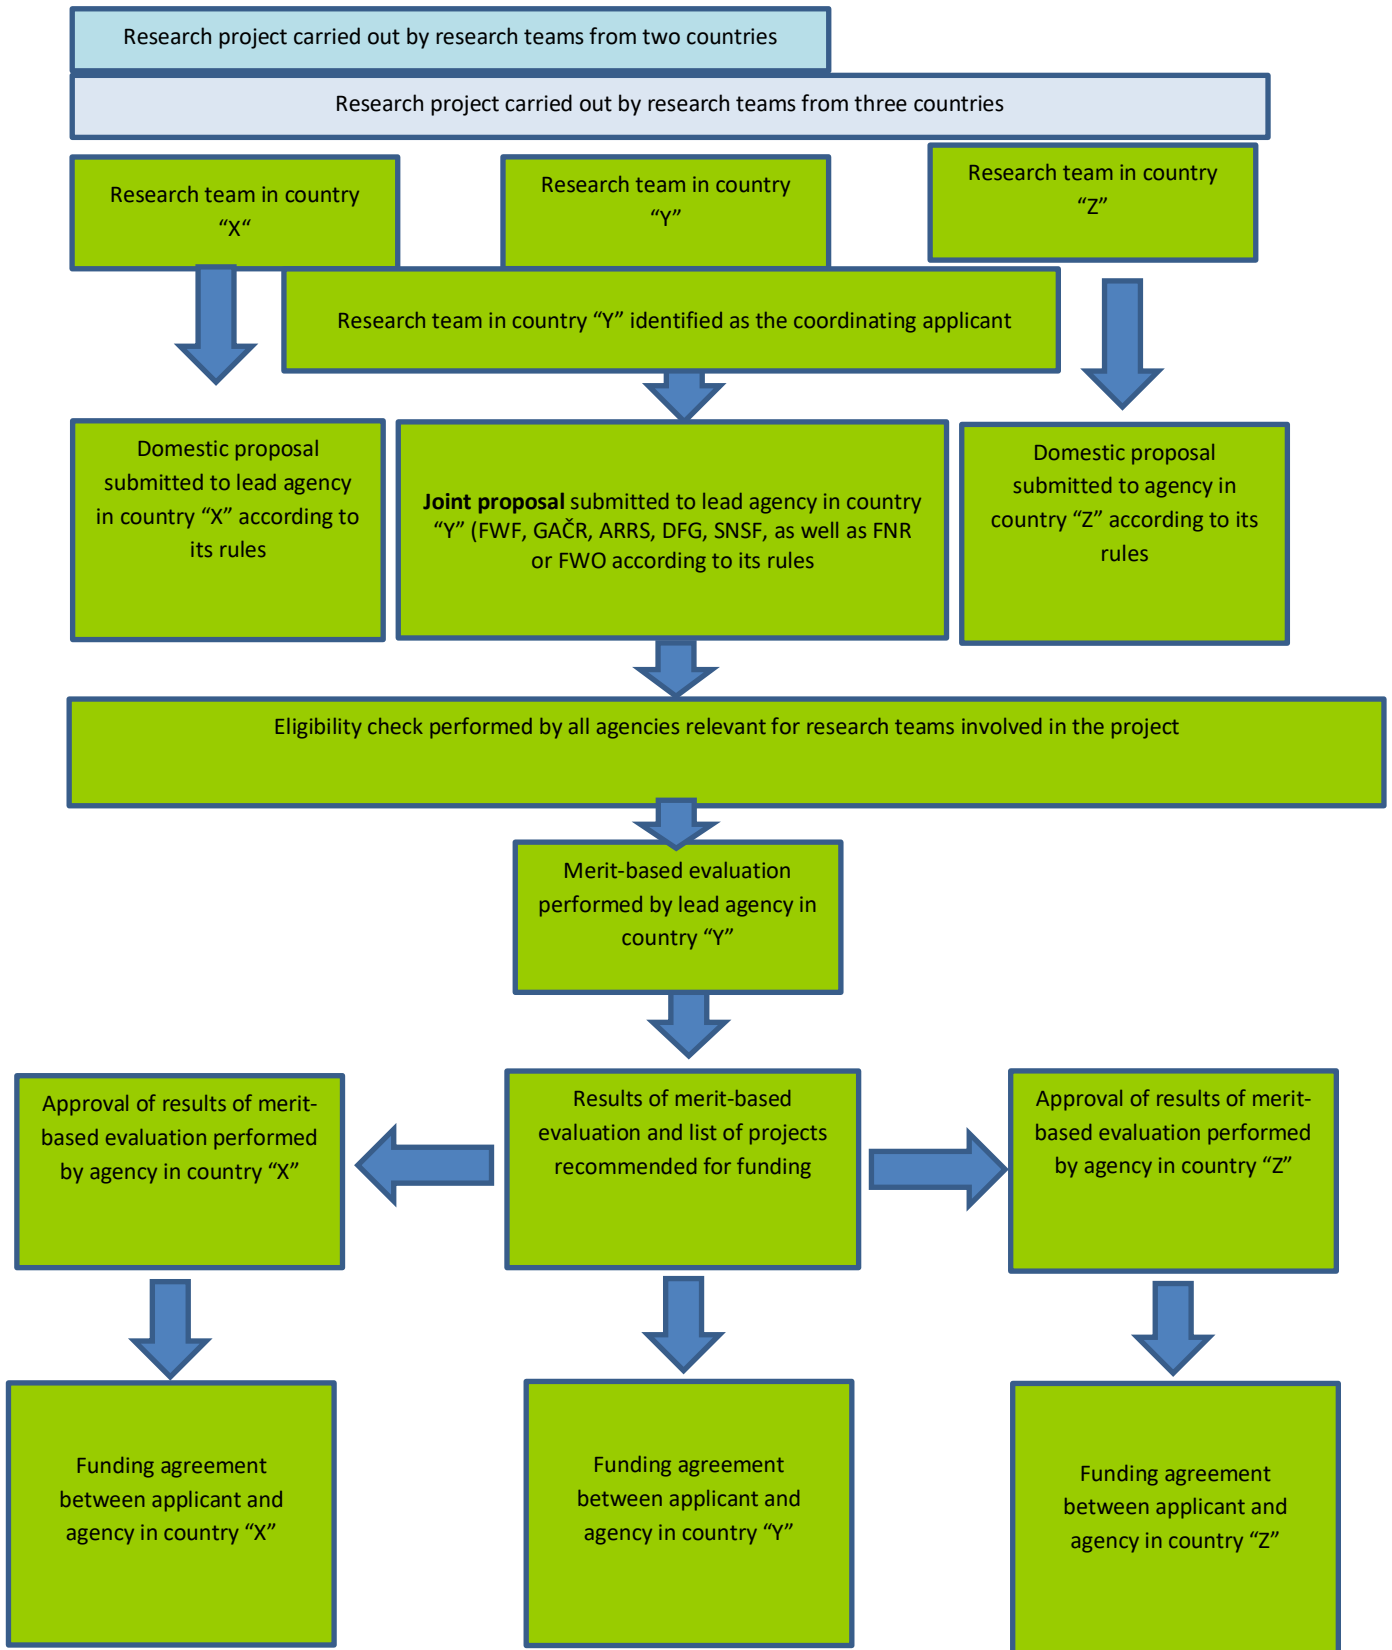 Research project carried out by research teams from two countries
Research project carried out by research teams from three countries
Research team in country
“X“
Research team in country
“Y”
Research team in country
“Z”
Research team in country “Y” identified as the coordinating applicant
Domestic proposal
submitted to lead agency
in country “X” according to
its rules
Joint proposal submitted to lead agency in country
“Y” (FWF, GAČR, ARRS, DFG, SNSF, as well as FNR
or FWO according to its rules
Domestic proposal
submitted to agency in
country “Z” according to its
rules
Eligibility check performed by all agencies relevant for research teams involved in the project
Merit-based evaluation
performed by lead agency in
country “Y”
Approval of results of merit-
based evaluation performed
by agency in country “X”
Results of merit-based
evaluation and list of projects
recommended for funding
Approval of results of merit-
based evaluation performed
by agency in country “Z”
Funding agreement
between applicant and
agency in country “X”
Funding agreement
between applicant and
agency in country “Y”
Funding agreement
between applicant and
agency in country “Z”